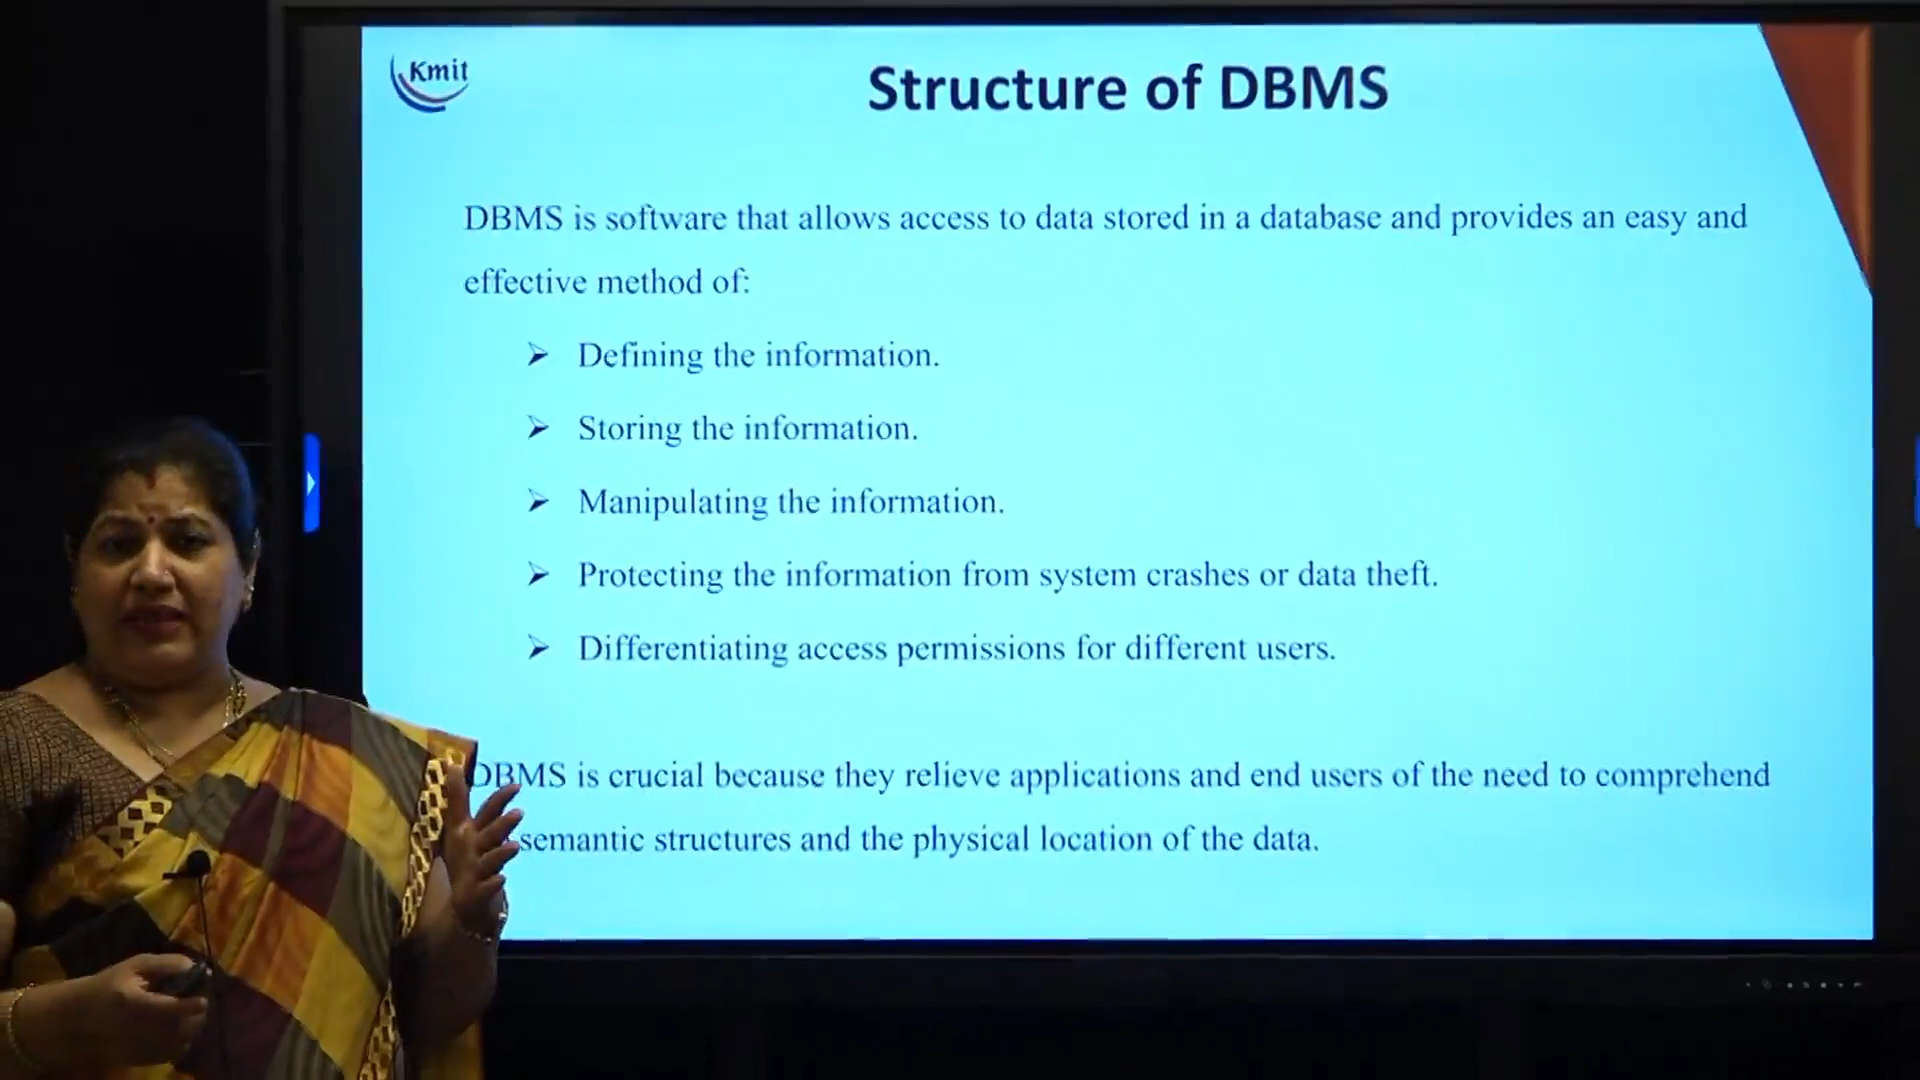 Kmit
Structure of DBMS
DBMS is software that allows access to data stored in a database and provides an easy and
effective method of:
➤ Defining the information.
➤ Storing the information.
➤ Manipulating the information.
➤ Protecting the information from system crashes or data theft.
➤ Differentiating access permissions for different users.
DBMS is crucial because they relieve applications and end users of the need to comprehend
semantic structures and the physical location of the data.